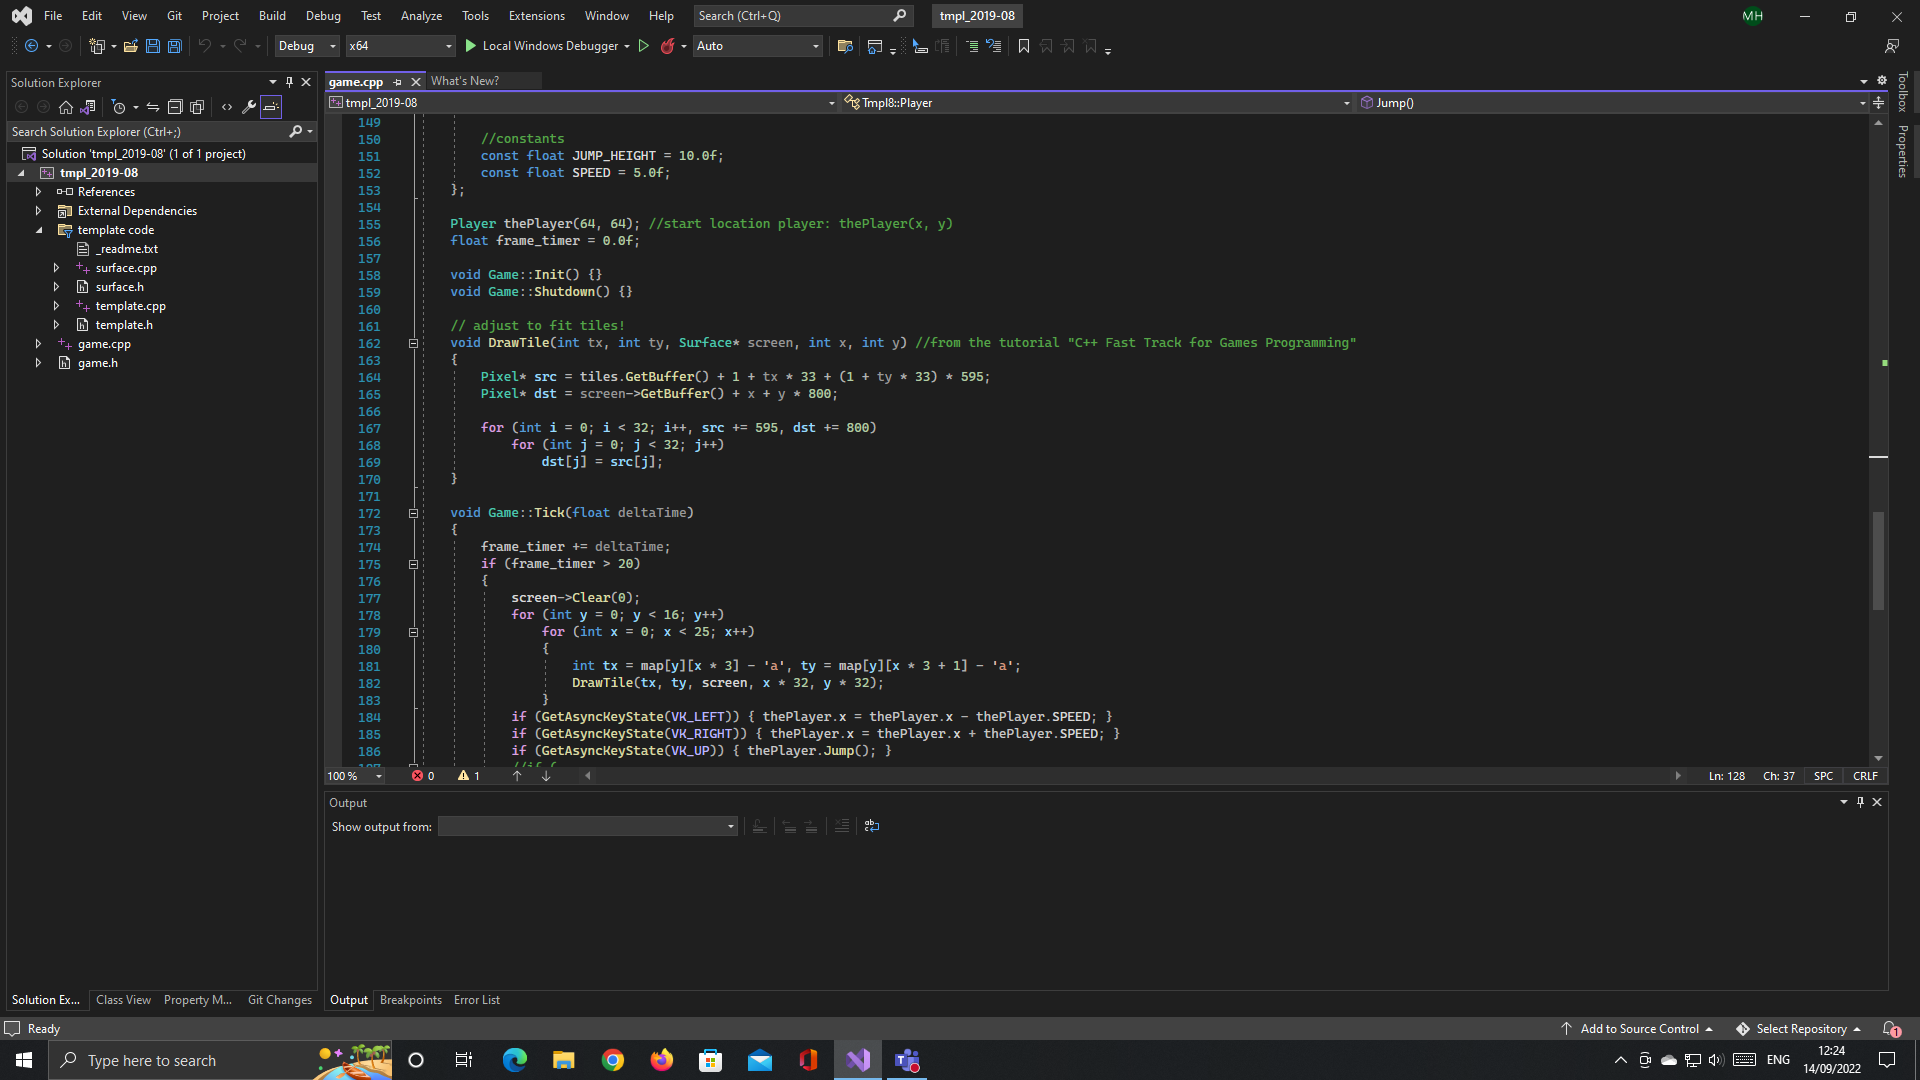 File Edit View Git Project Build Debug Test Analyze Tools Extensions Window Help Search (Ctrl+Q) tmpl_2019-08 MH
Debug x64 Local Windows Debugger Auto
Solution Explorer
Search Solution Explorer (Ctrl+;)
Solution 'tmpl_2019-08' (1 of 1 project)
tmpl_2019-08
References
External Dependencies
template code
_readme.txt
surface.cpp
surface.h
template.cpp
template.h
game.cpp
game.h
Solution Ex... Class View Property M... Git Changes
game.cpp What's New?
tmpl_2019-08 Tmpl8::Player Jump()
149
150 //constants
151 const float JUMP_HEIGHT = 10.0f;
152 const float SPEED = 5.0f;
153 };
154
155 Player thePlayer(64, 64); //start location player: thePlayer(x, y)
156 float frame_timer = 0.0f;
157
158 void Game::Init() {}
159 void Game::Shutdown() {}
160
161 // adjust to fit tiles!
162 void DrawTile(int tx, int ty, Surface* screen, int x, int y) //from the tutorial "C++ Fast Track for Games Programming"
163 {
164 Pixel* src = tiles.GetBuffer() + 1 + tx * 33 + (1 + ty * 33) * 595;
165 Pixel* dst = screen->GetBuffer() + x + y * 800;
166
167 for (int i = 0; i < 32; i++, src += 595, dst += 800)
168 for (int j = 0; j < 32; j++)
169 dst[j] = src[j];
170 }
171
172 void Game::Tick(float deltaTime)
173 {
174 frame_timer += deltaTime;
175 if (frame_timer > 20)
176 {
177 screen->Clear(0);
178 for (int y = 0; y < 16; y++)
179 for (int x = 0; x < 25; x++)
180 {
181 int tx = map[y][x * 3] - 'a', ty = map[y][x * 3 + 1] - 'a';
182 DrawTile(tx, ty, screen, x * 32, y * 32);
183 }
184 if (GetAsyncKeyState(VK_LEFT)) { thePlayer.x = thePlayer.x - thePlayer.SPEED; }
185 if (GetAsyncKeyState(VK_RIGHT)) { thePlayer.x = thePlayer.x + thePlayer.SPEED; }
186 if (GetAsyncKeyState(VK_UP)) { thePlayer.Jump(); }
100 % 0 1 Ln: 128 Ch: 37 SPC CRLF
Output
Show output from:
Output Breakpoints Error List
Toolbox
Properties
Ready Add to Source Control Select Repository 1
Type here to search ENG 12:24
14/09/2022